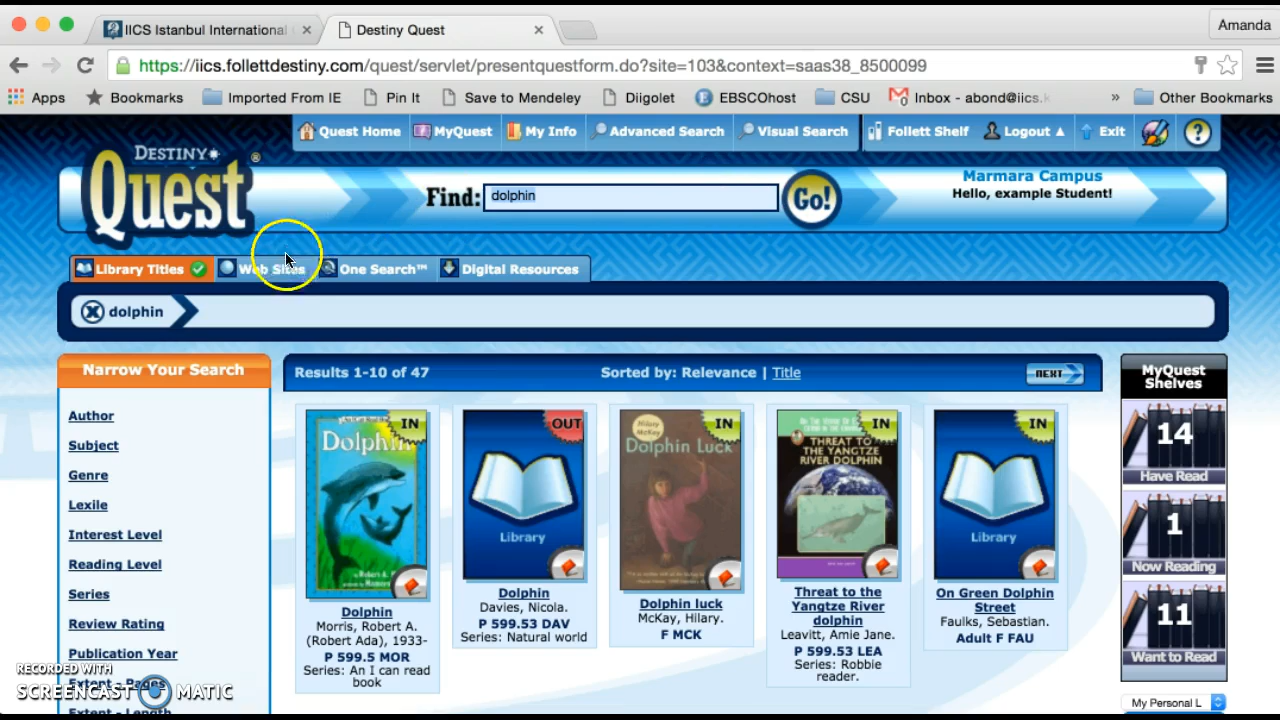 IICS Istanbul International
Destiny Quest
Amanda
https://iics.follettdestiny.com/quest/servlet/presentquestform.do?site=103&context=saas38_8500099
Apps
Bookmarks
Imported From IE
Pin It
Save to Mendeley
Diigolet
EBSCOhost
CSU
Inbox - abond@iics.k
»
Other Bookmarks
Quest Home
MyQuest
My Info
Advanced Search
Visual Search
Follett Shelf
Logout
Exit
?
DESTINY
Quest
®
Find:
dolphin
Go!
Marmara Campus
Hello, example Student!
Library Titles
Web Sites
One Search™
Digital Resources
dolphin
Narrow Your Search
Author
Subject
Genre
Lexile
Interest Level
Reading Level
Series
Review Rating
Publication Year
Extent - Pages
Extent - Length
Results 1-10 of 47
Sorted by: Relevance | Title
NEXT
IN
Dolphin
Dolphin
Morris, Robert A.
(Robert Ada), 1933-
P 599.5 MOR
Series: An I can read
book
OUT
Library
Dolphin
Davies, Nicola.
P 599.53 DAV
Series: Natural world
IN
Hilary
McKay
Dolphin Luck
Dolphin luck
McKay, Hilary.
F MCK
IN
THREAT TO
THE YANGTZE
RIVER DOLPHIN
Threat to the
Yangtze River
dolphin
Leavitt, Amie Jane.
P 599.53 LEA
Series: Robbie
reader.
IN
Library
On Green Dolphin
Street
Faulks, Sebastian.
Adult F FAU
MyQuest
Shelves
14
Have Read
1
Now Reading
11
Want to Read
My Personal L
RECORDED WITH
SCREENCAST MATIC